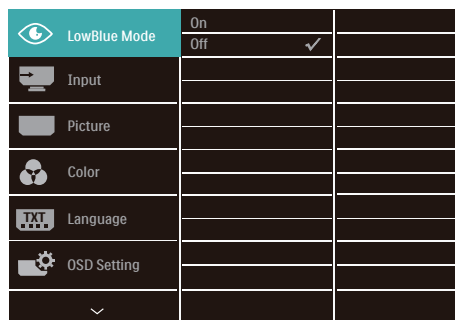 LowBlue Mode
On
Off
Input
Picture
Color
TXT
Language
OSD Setting